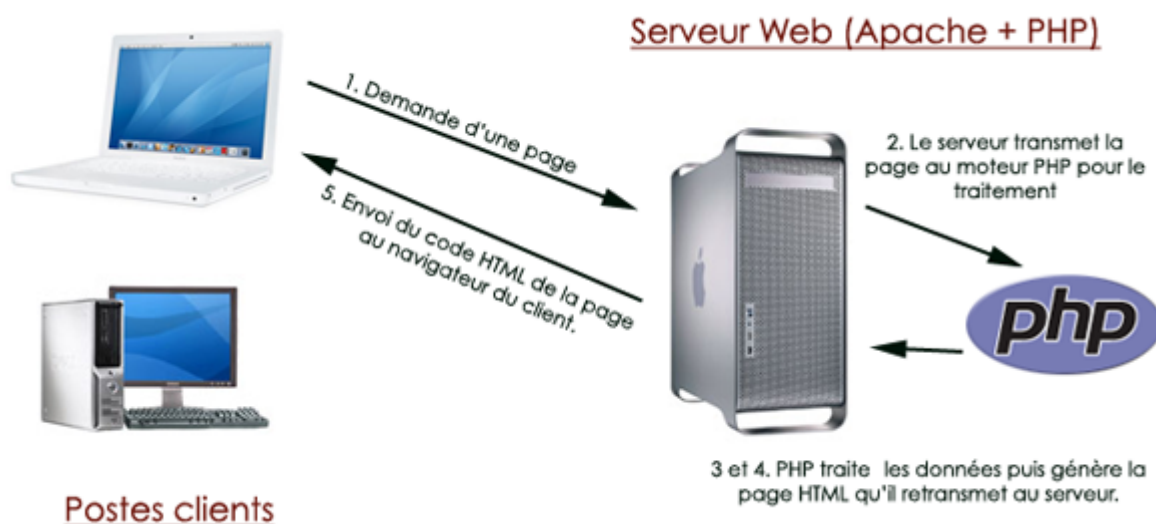 Serveur Web (Apache + PHP)
1. Demande d'une page
2. Le serveur transmet la
page au moteur PHP pour le
traitement
5. Envoi du code HTML de la page
au navigateur du client.
php
3 et 4. PHP traite les données puis génère la
page HTML qu'il retransmet au serveur.
Postes clients